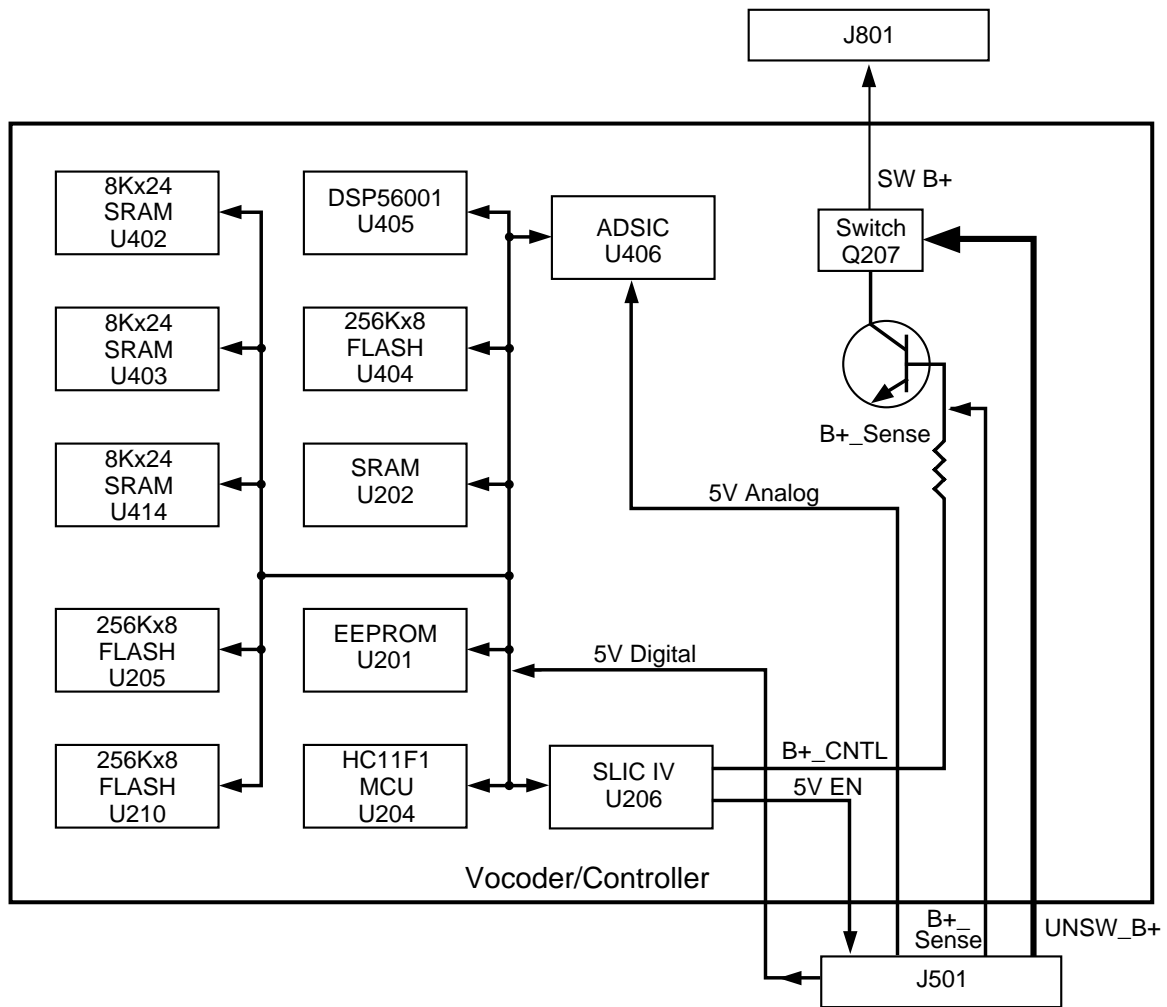 J801
SW B+
8Kx24
SRAM
U402
DSP56001
U405
ADSIC
U406
Switch
Q207
8Kx24
SRAM
U403
256Kx8
FLASH
U404
B+_Sense
8Kx24
SRAM
U414
SRAM
U202
5V Analog
256Kx8
FLASH
U205
EEPROM
U201
5V Digital
256Kx8
FLASH
U210
HC11F1
MCU
U204
SLIC IV
U206
B+_CNTL
5V EN
Vocoder/Controller
B+_
Sense
UNSW_B+
J501